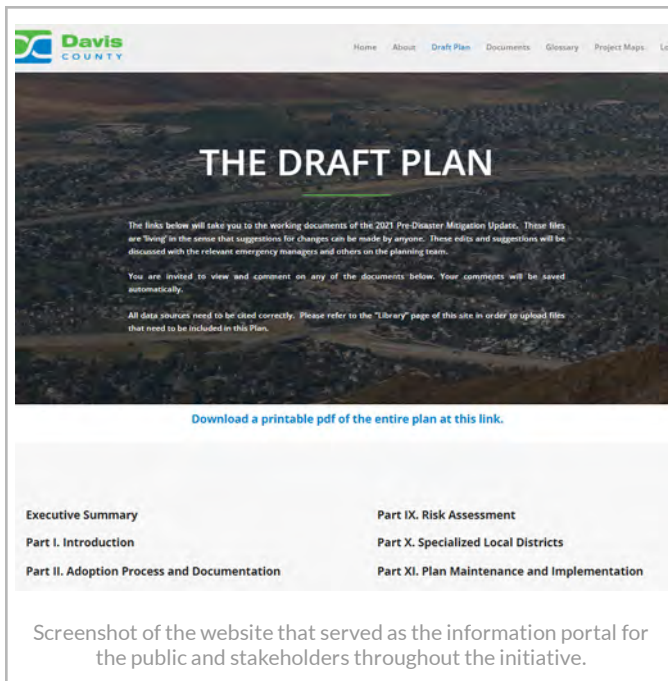 Davis
COUNTY
Home About Draft Plan Documents Glossary Project Maps Lo
THE DRAFT PLAN
The links below will take you to the working documents of the 2021 Pre-Disaster Mitigation Update. These files
are 'living' in the sense that suggestions for changes can be made by anyone. These edits and suggestions will be
discussed with the relevant emergency managers and others on the planning team.
You are invited to view and comment on any of the documents below. Your comments will be saved
automatically.
All data sources need to be cited correctly. Please refer to the "Library" page of this site in order to upload files
that need to be included in this Plan.
Download a printable pdf of the entire plan at this link.
Executive Summary
Part I. Introduction
Part II. Adoption Process and Documentation
Part IX. Risk Assessment
Part X. Specialized Local Districts
Part XI. Plan Maintenance and Implementation
Screenshot of the website that served as the information portal for
the public and stakeholders throughout the initiative.